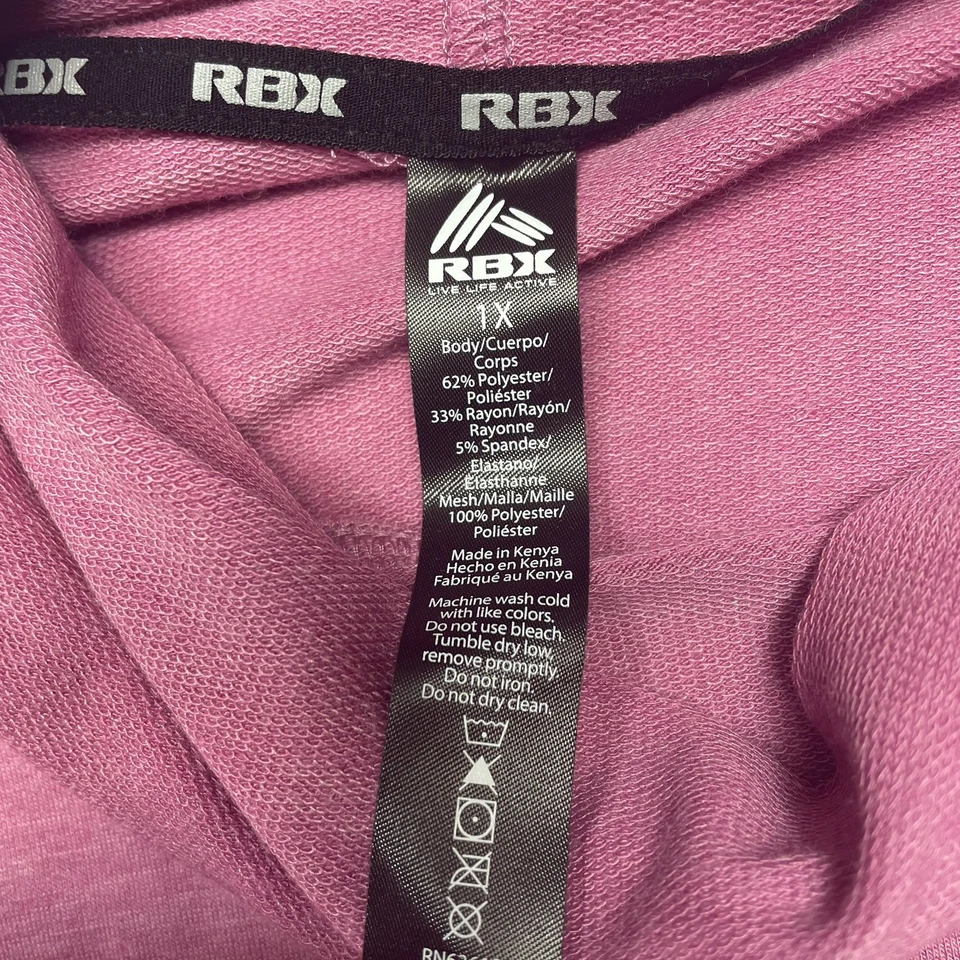 RBX RBX RBX
RBX
LIVE LIFE ACTIVE
1X
Body/Cuerpo/
Corps
62% Polyester/
Poliéster
33% Rayon/Rayón/
Rayonne
5% Spandex/
Elastano/
Élasthanne
Mesh/Malla/Maille
100% Polyester/
Poliéster
Made in Kenya
Hecho en Kenia
Fabriqué au Kenya
Machine wash cold
with like colors.
Do not use bleach.
Tumble dry low,
remove promptly.
Do not iron.
Do not dry clean.